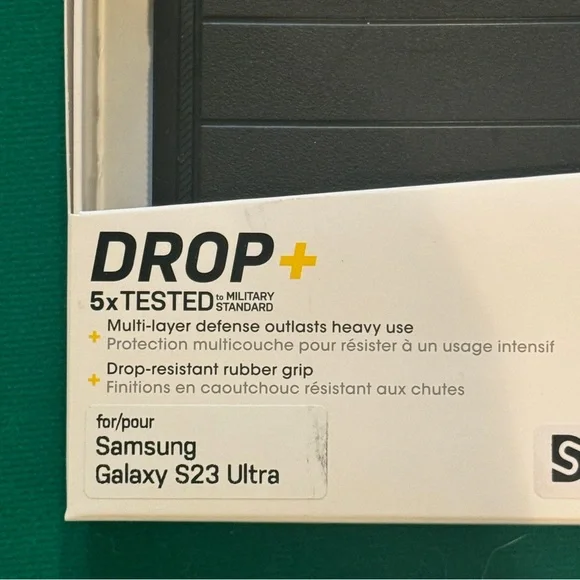 DROP+
5xTESTED to MILITARY STANDARD
+ Multi-layer defense outlasts heavy use
Protection multicouche pour résister à un usage intensif
+ Drop-resistant rubber grip
Finitions en caoutchouc résistant aux chutes
for/pour
Samsung
Galaxy S23 Ultra